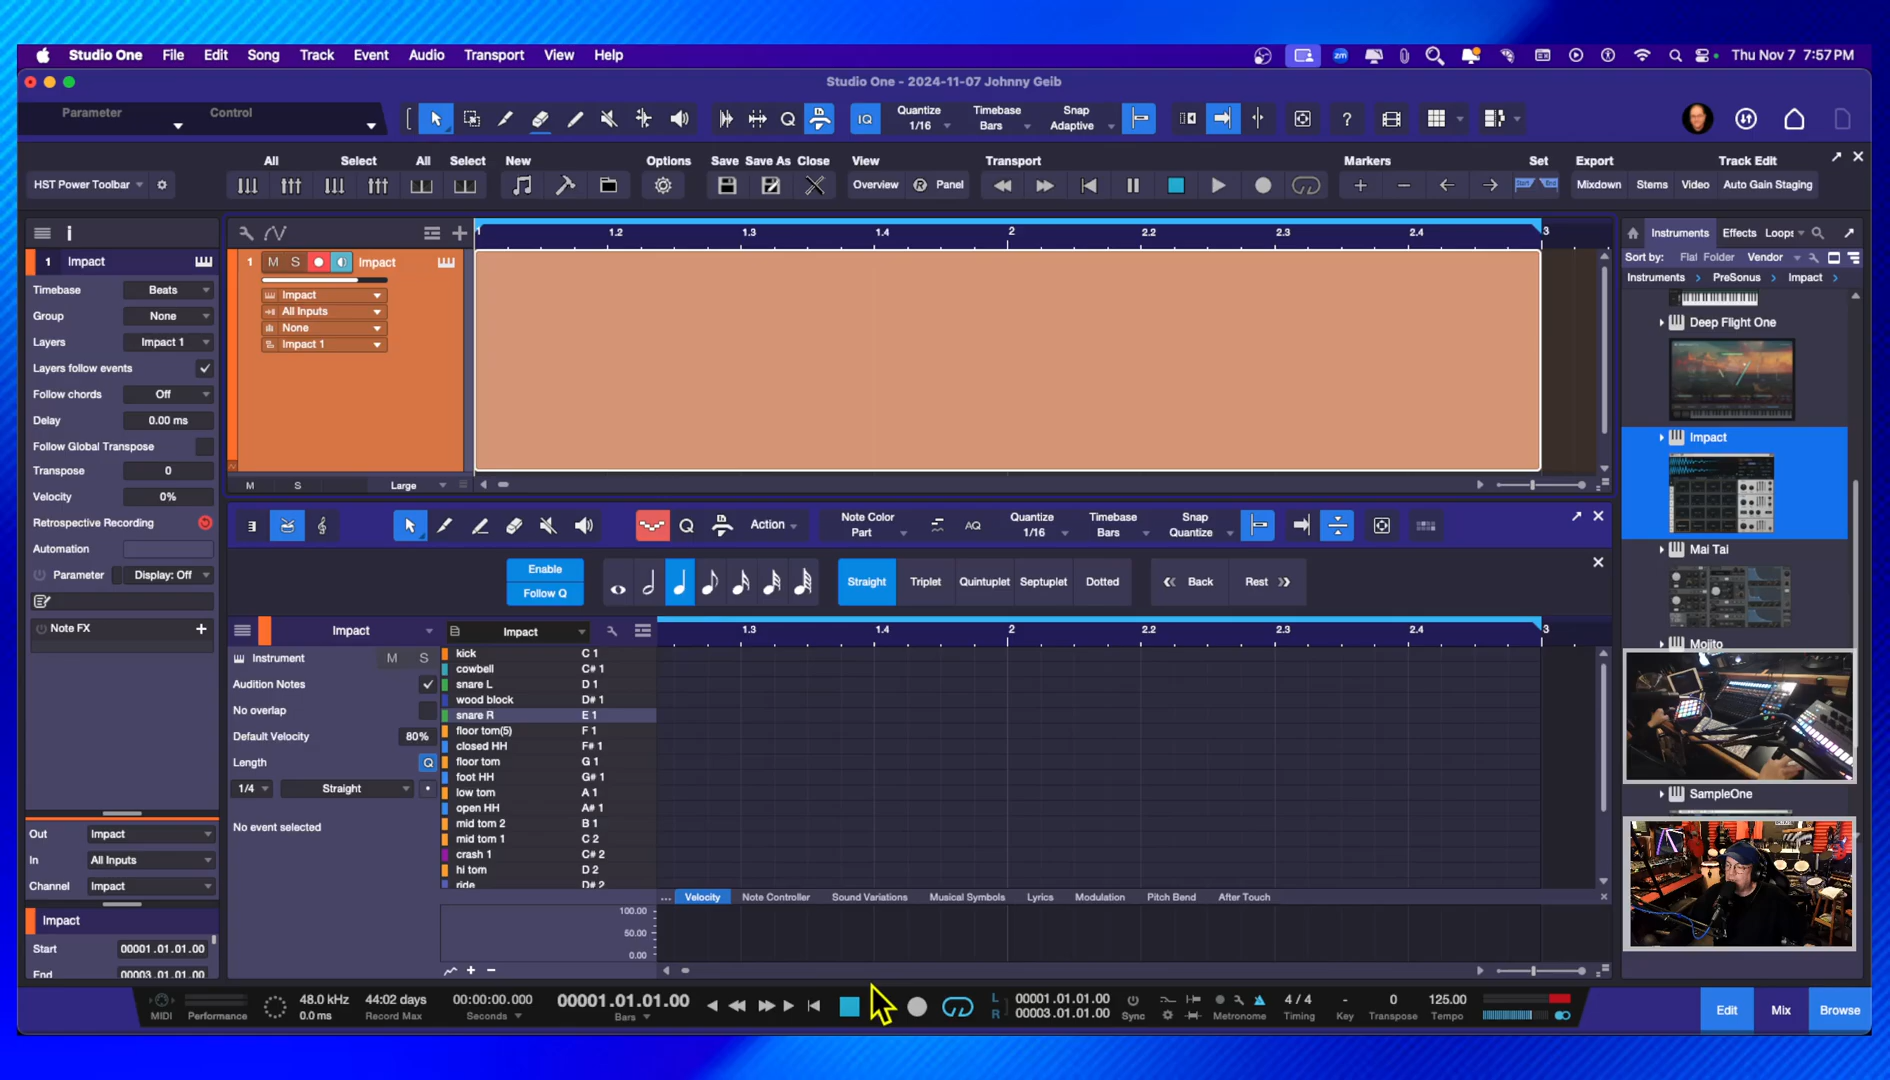 Studio One File Edit Song Track Event Audio Transport View Help
zm Thu Nov 7 7:57 PM
Studio One - 2024-11-07 Johnny Geib
Parameter Control
IQ Quantize 1/16 Timebase Bars Snap Adaptive
?
All Select All Select New Options Save Save As Close View Transport Markers Set Export Track Edit
HST Power Toolbar Overview R Panel Start End Mixdown Stems Video Auto Gain Staging
i
1 Impact
Timebase Beats
Group None
Layers Impact 1
Layers follow events
Follow chords Off
Delay 0.00 ms
Follow Global Transpose
Transpose 0
Velocity 0%
Retrospective Recording
Automation
Parameter Display: Off
Note FX
Out Impact
In All Inputs
Channel Impact
Impact
Start 00001.01.01.00
End 00003.01.01.00
1 1.2 1.3 1.4 2 2.2 2.3 2.4 3
1 M S Impact
Impact
All Inputs
None
Impact 1
M S Large
Instruments Effects Loops
Sort by: Flat Folder Vendor
Instruments PreSonus Impact
Deep Flight One
Impact
Mai Tai
Mojito
SampleOne
Q Action Note Color Part AQ Quantize 1/16 Timebase Bars Snap Quantize
Enable
Follow Q
Straight Triplet Quintuplet Septuplet Dotted Back Rest
Impact Impact 1.3 1.4 2 2.2 2.3 2.4 3
Instrument M S
Audition Notes
No overlap
Default Velocity 80%
Length Q
1/4 Straight
No event selected
kick C 1
cowbell C# 1
snare L D 1
wood block D# 1
snare R E 1
floor tom(5) F 1
closed HH F# 1
floor tom G 1
foot HH G# 1
low tom A 1
open HH A# 1
mid tom 2 B 1
mid tom 1 C 2
crash 1 C# 2
hi tom D 2
ride D# 2
... Velocity Note Controller Sound Variations Musical Symbols Lyrics Modulation Pitch Bend After Touch
100.00
50.00
0.00
MIDI Performance
48.0 kHz
0.0 ms
44:02 days
Record Max
00:00:00.000
Seconds
00001.01.01.00
Bars
L 00001.01.01.00
R 00003.01.01.00
Sync Metronome
4 / 4
Timing
-
Key
0
Transpose
125.00
Tempo
Edit Mix Browse